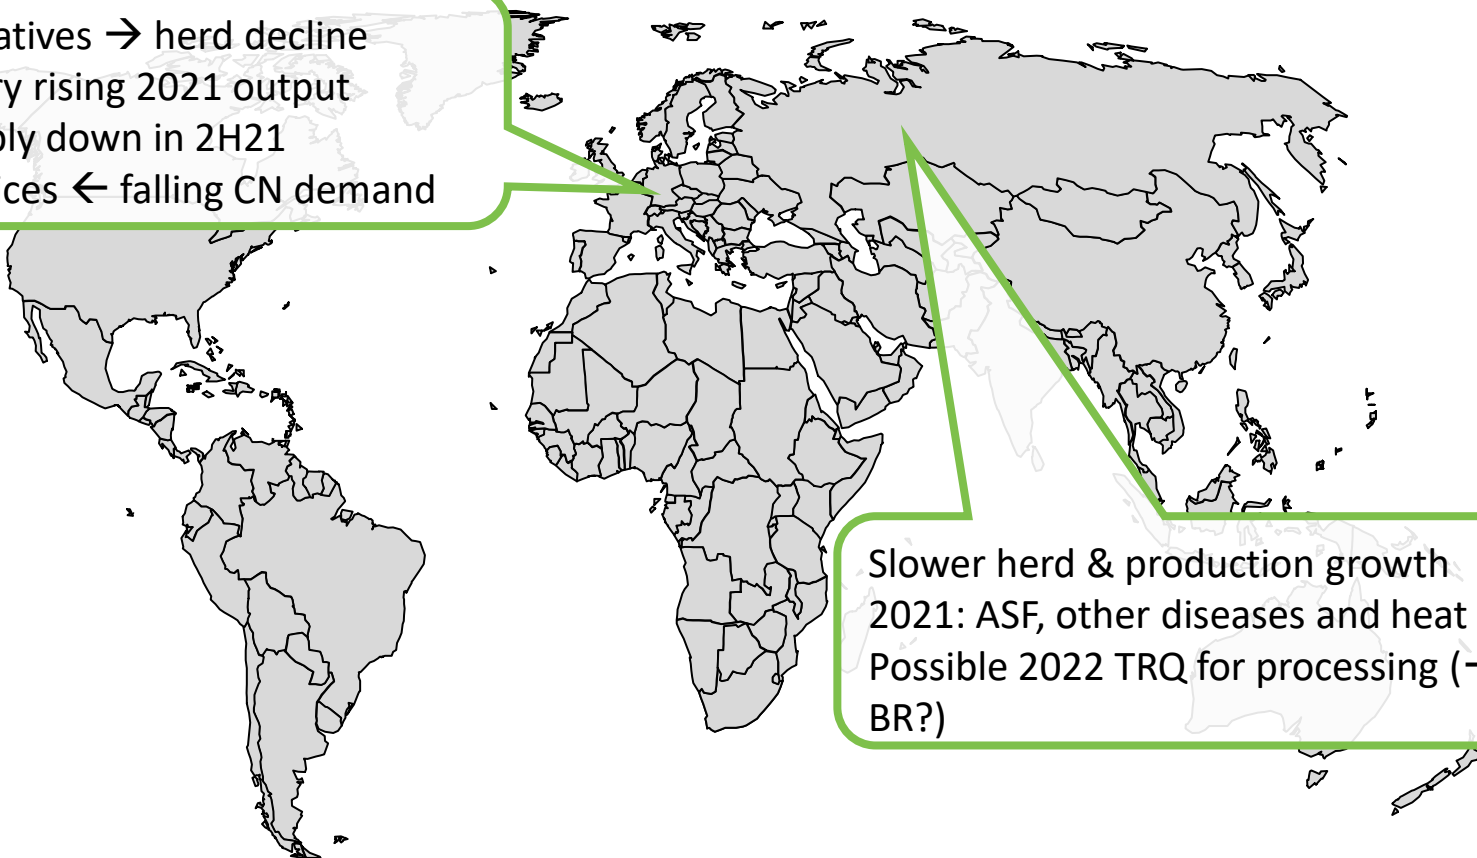 atives → herd decline
ry rising 2021 output
ply down in 2H21
ices ← falling CN demand
Slower herd & production growth
2021: ASF, other diseases and heat
Possible 2022 TRQ for processing (
BR?)